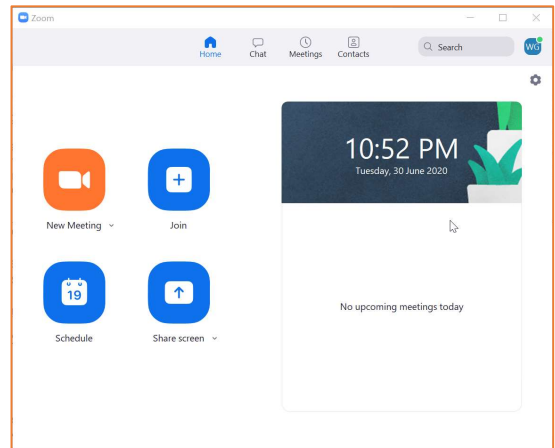 Zoom
Home Chat Meetings Contacts Search WG
10:52 PM
Tuesday, 30 June 2020
New Meeting Join
19
Schedule Share screen
No upcoming meetings today